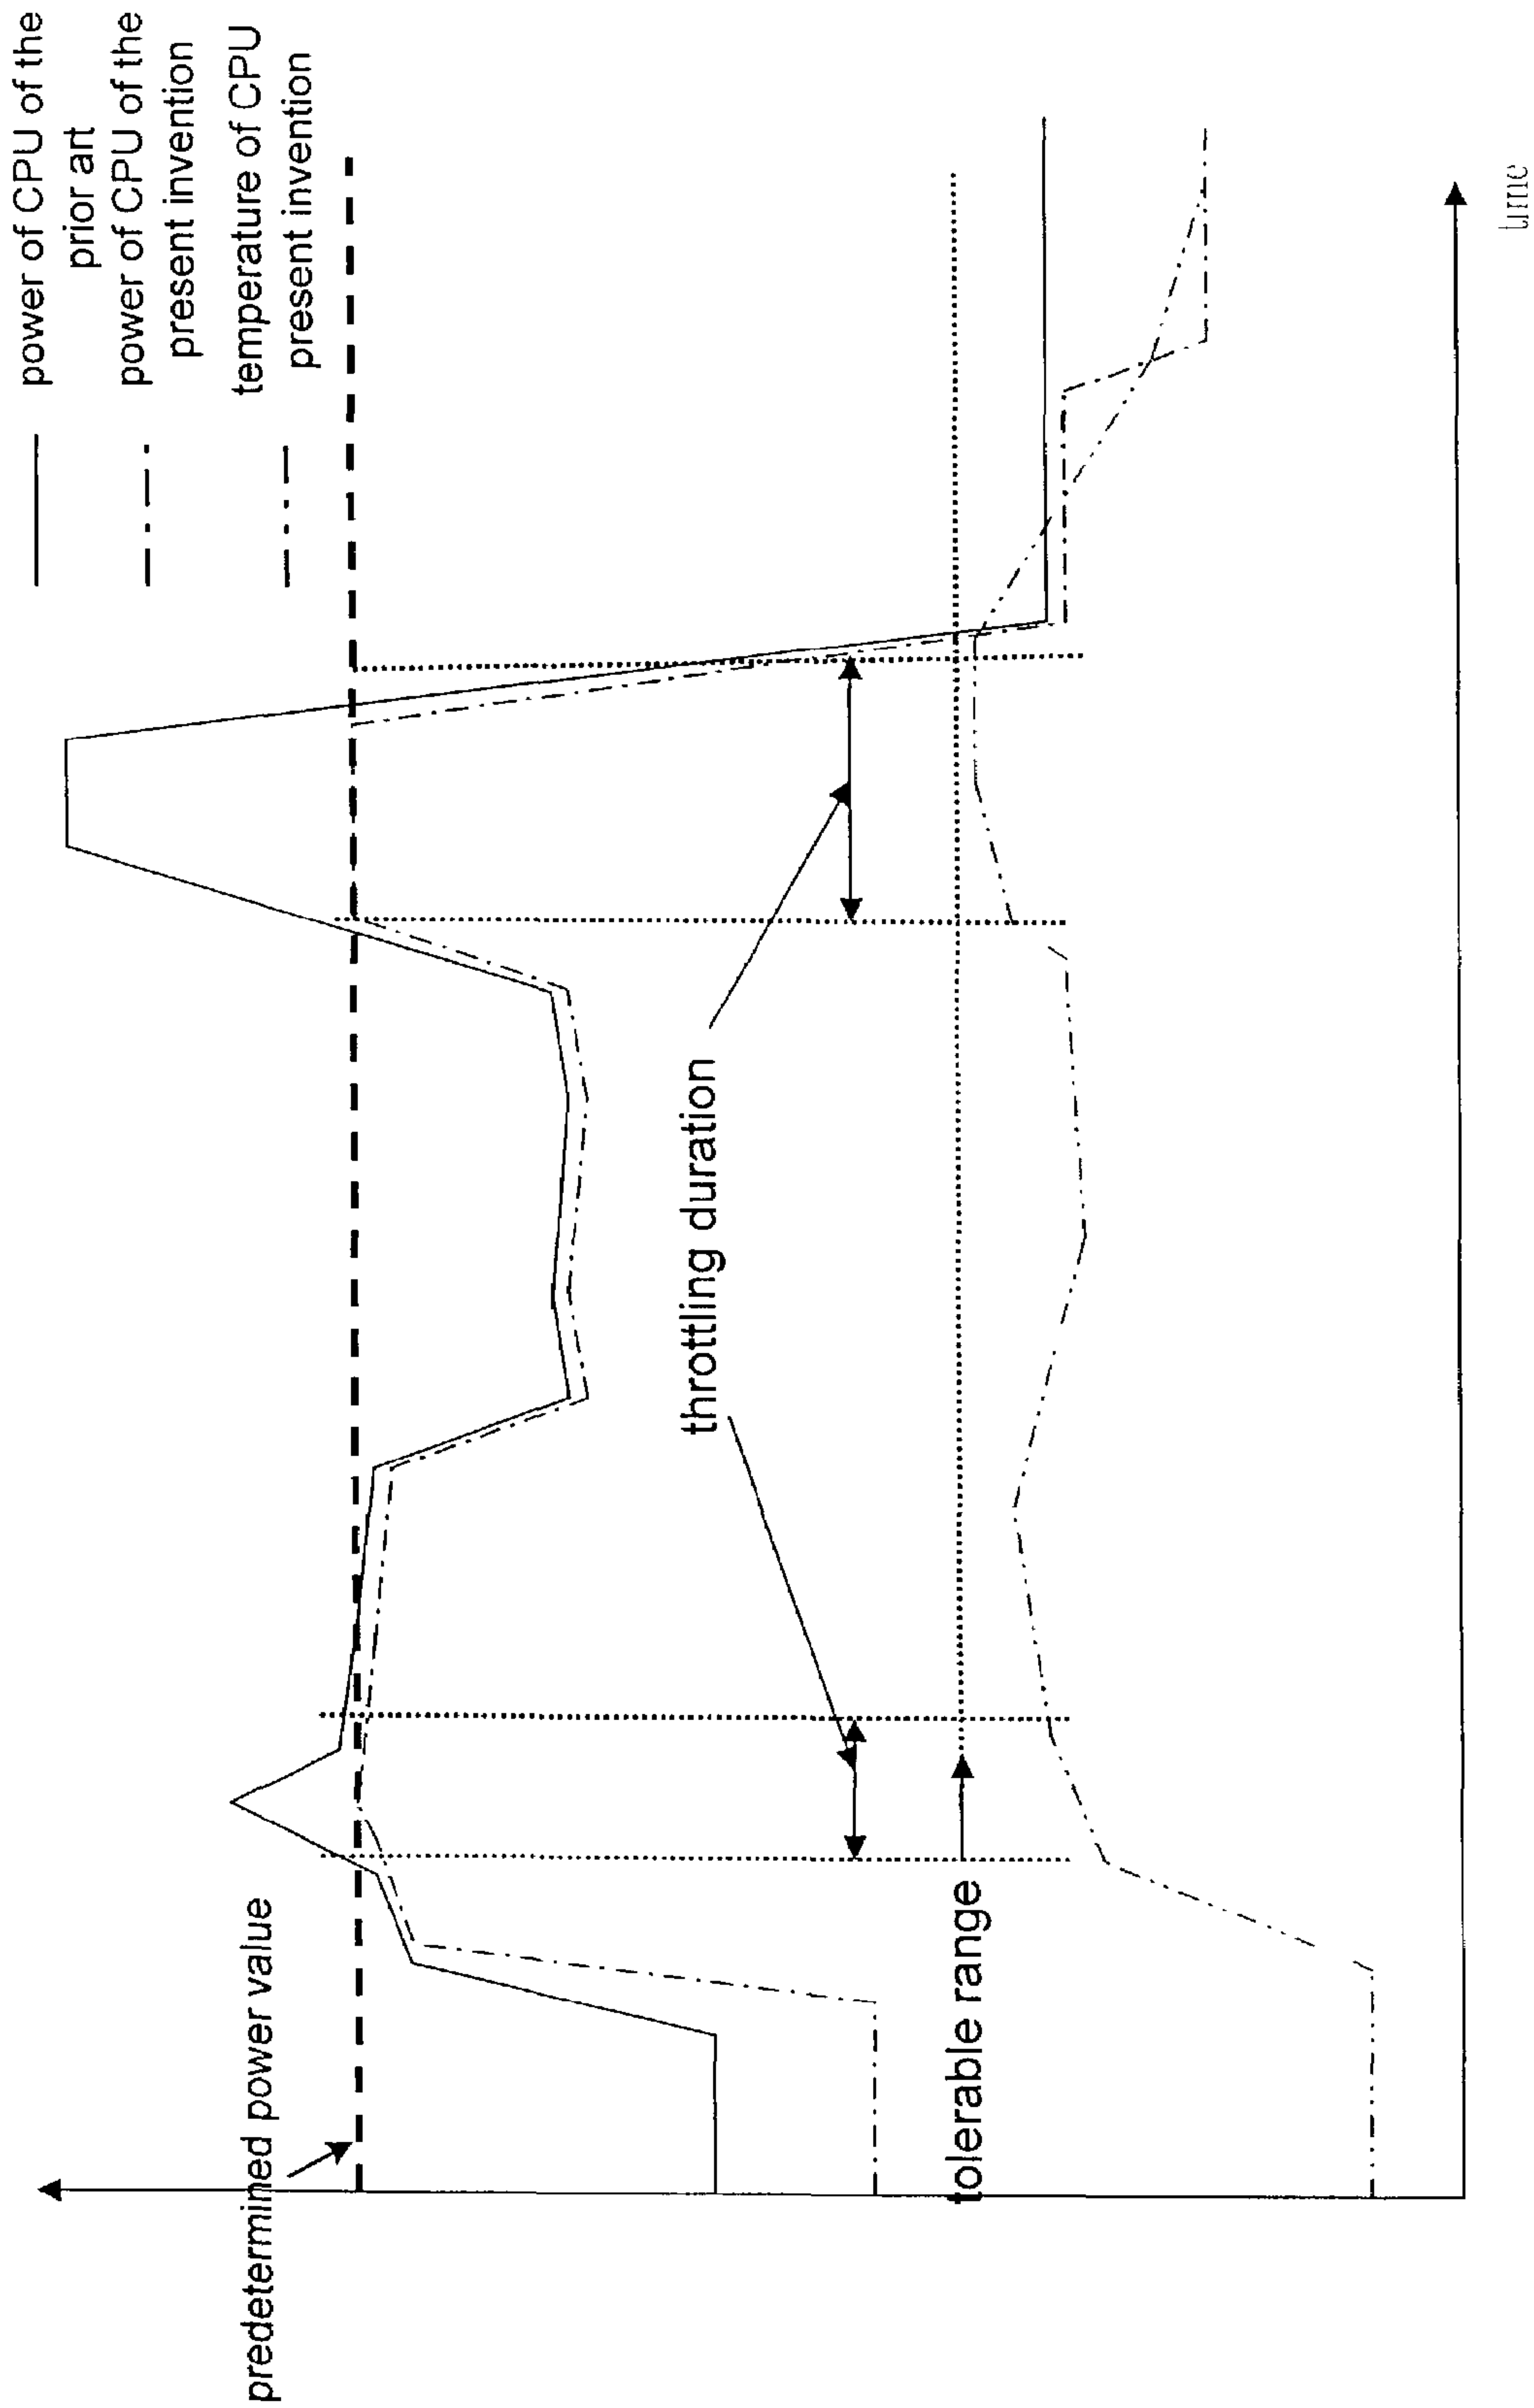 power of CPU of the
prior art
power of CPU of the
present invention
temperature of CPU
present invention
predetermined power value
throttling duration
tolerable range
time